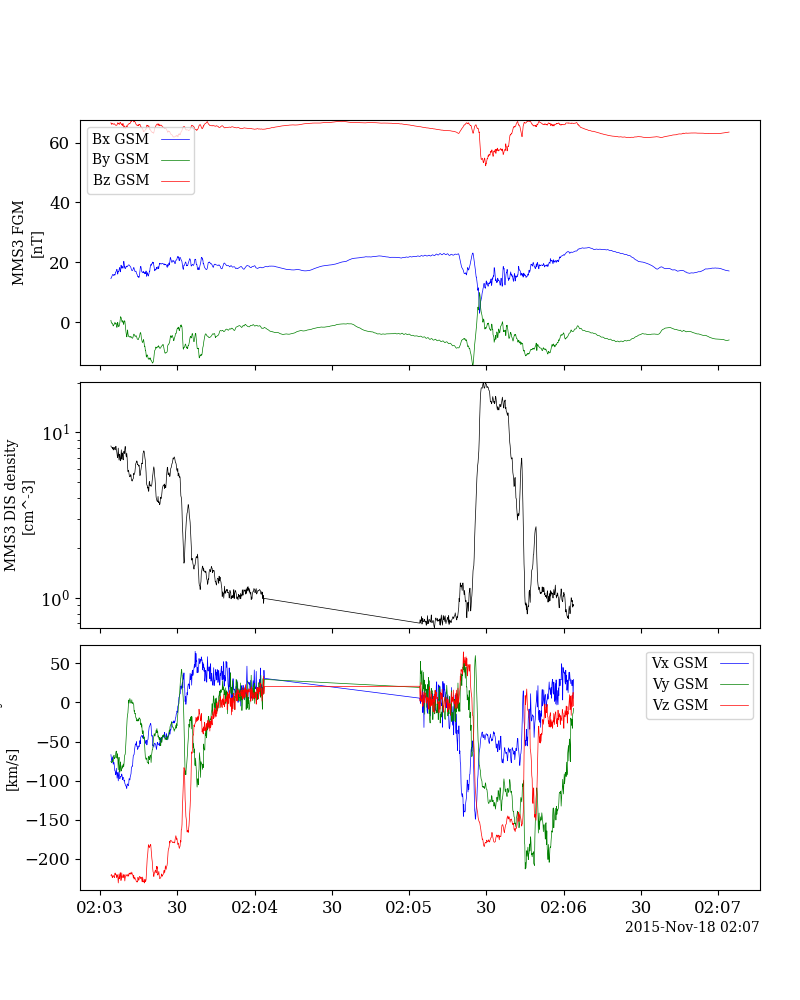 MMS3 FGM
[nT]
60
40
20
0
Bx GSM
By GSM
Bz GSM
MMS3 DIS density
[cm^-3]
10^1
10^0
[km/s]
50
0
−50
−100
−150
−200
Vx GSM
Vy GSM
Vz GSM
02:03 30 02:04 30 02:05 30 02:06 30 02:07
2015-Nov-18 02:07